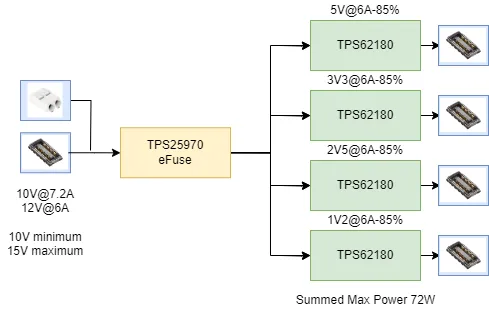 5V@6A-85%
TPS62180
3V3@6A-85%
TPS62180
TPS25970
eFuse
2V5@6A-85%
TPS62180
10V@7.2A
12V@6A
10V minimum
15V maximum
1V2@6A-85%
TPS62180
Summed Max Power 72W